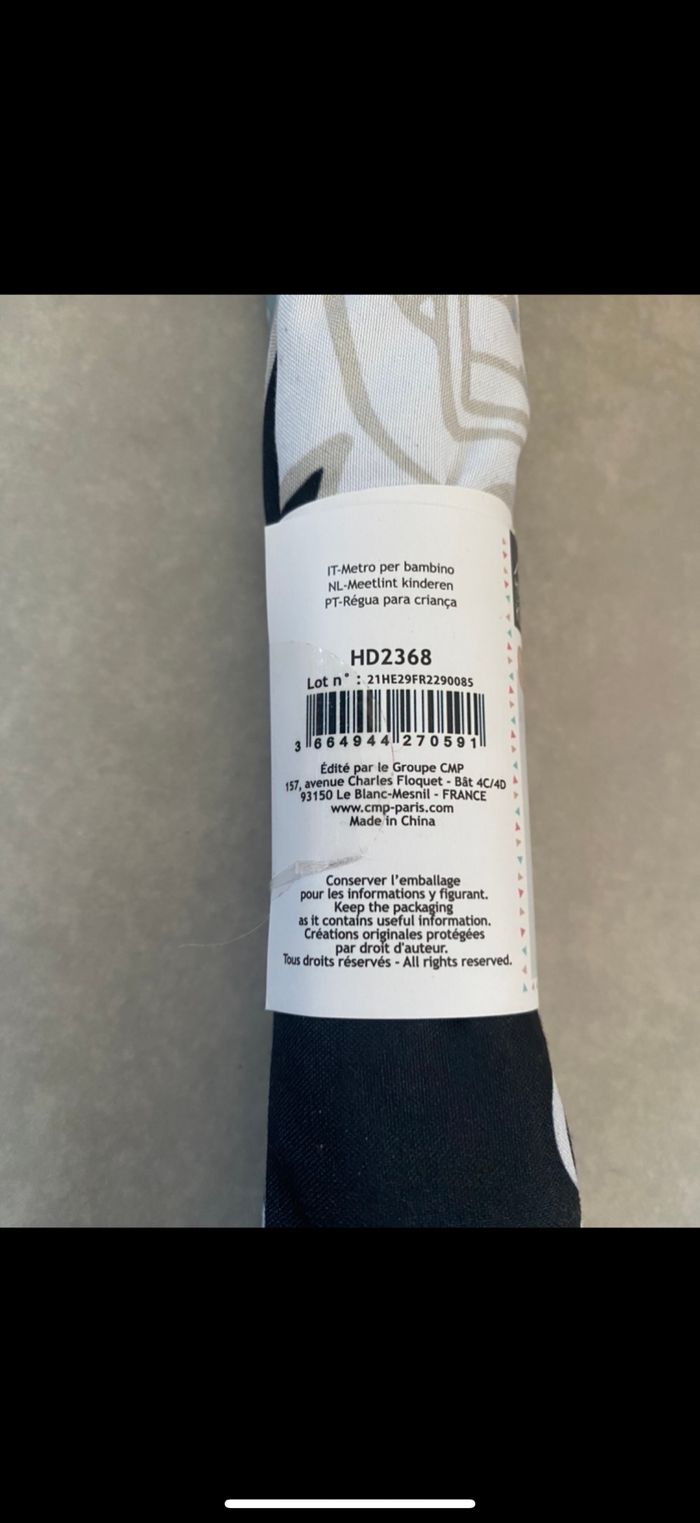 IT-Metro per bambino
NL-Meetlint kinderen
PT-Régua para criança
HD2368
Lot n° : 21HE29FR2290085
3 664944 270591
Édité par le Groupe CMP
157, avenue Charles Floquet - Bât 4C/4D
93150 Le Blanc-Mesnil - FRANCE
www.cmp-paris.com
Made in China
Conserver l'emballage
pour les informations y figurant.
Keep the packaging
as it contains useful information.
Créations originales protégées
par droit d'auteur.
Tous droits réservés - All rights reserved.